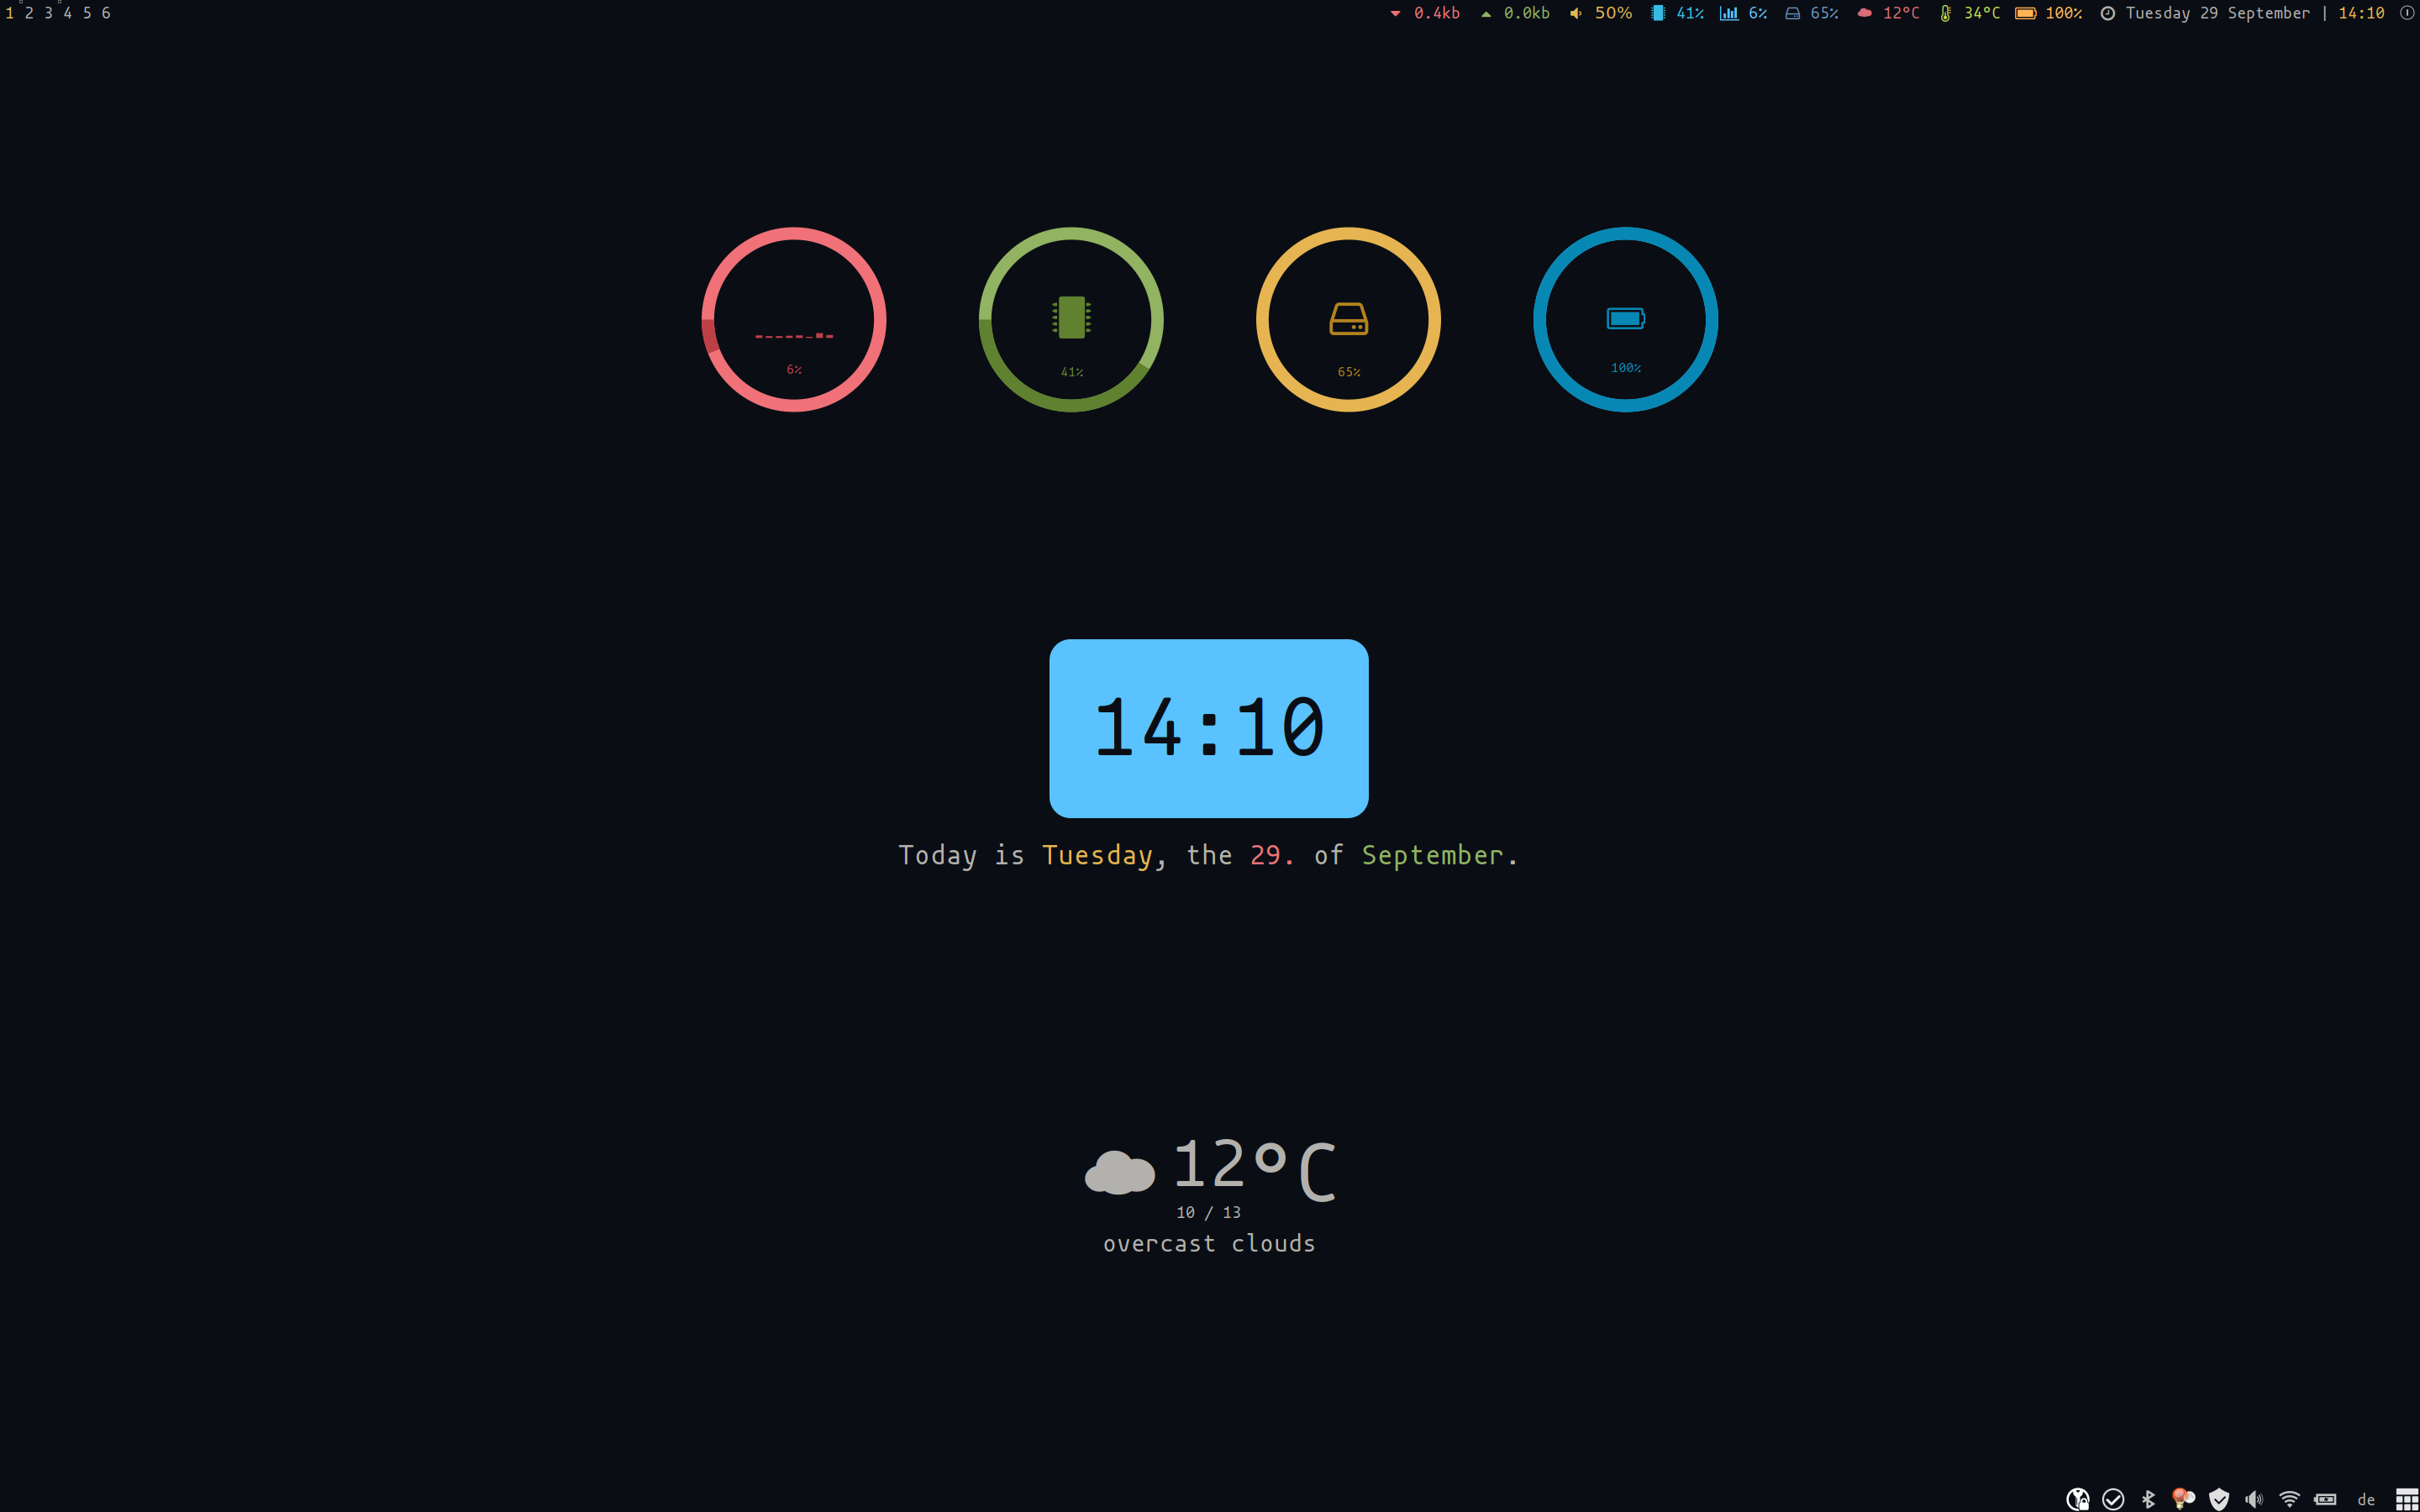 1 2 3 4 5 6
0.4kb 0.0kb 50% 41% 6% 65% 12°C 34°C 100% Tuesday 29 September | 14:10
6% 41% 65% 100%
14:10
Today is Tuesday, the 29. of September.
12°C
10 / 13
overcast clouds
de